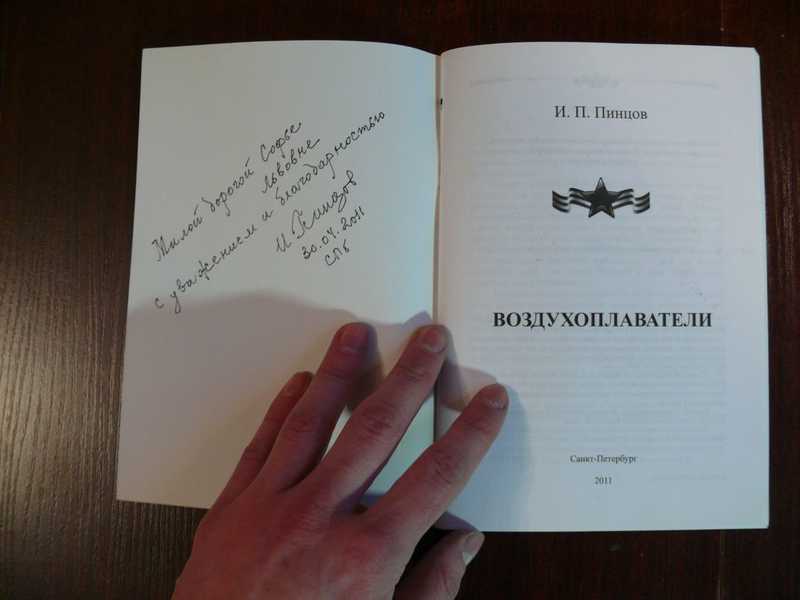 Милой дорогой Софье
Львовне
с уважением и благодарностью
И. Пинцов
30.04.2011
СПб
И. П. Пинцов
ВОЗДУХОПЛАВАТЕЛИ
Санкт-Петербург
2011